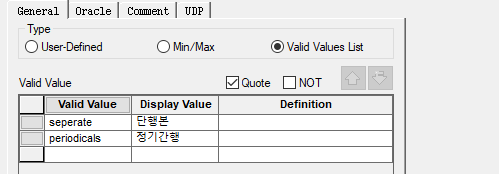 General Oracle Comment UDP
Type
User-Defined Min/Max Valid Values List
Valid Value Quote NOT
Valid Value Display Value Definition
seperate 단행본
periodicals 정기간행